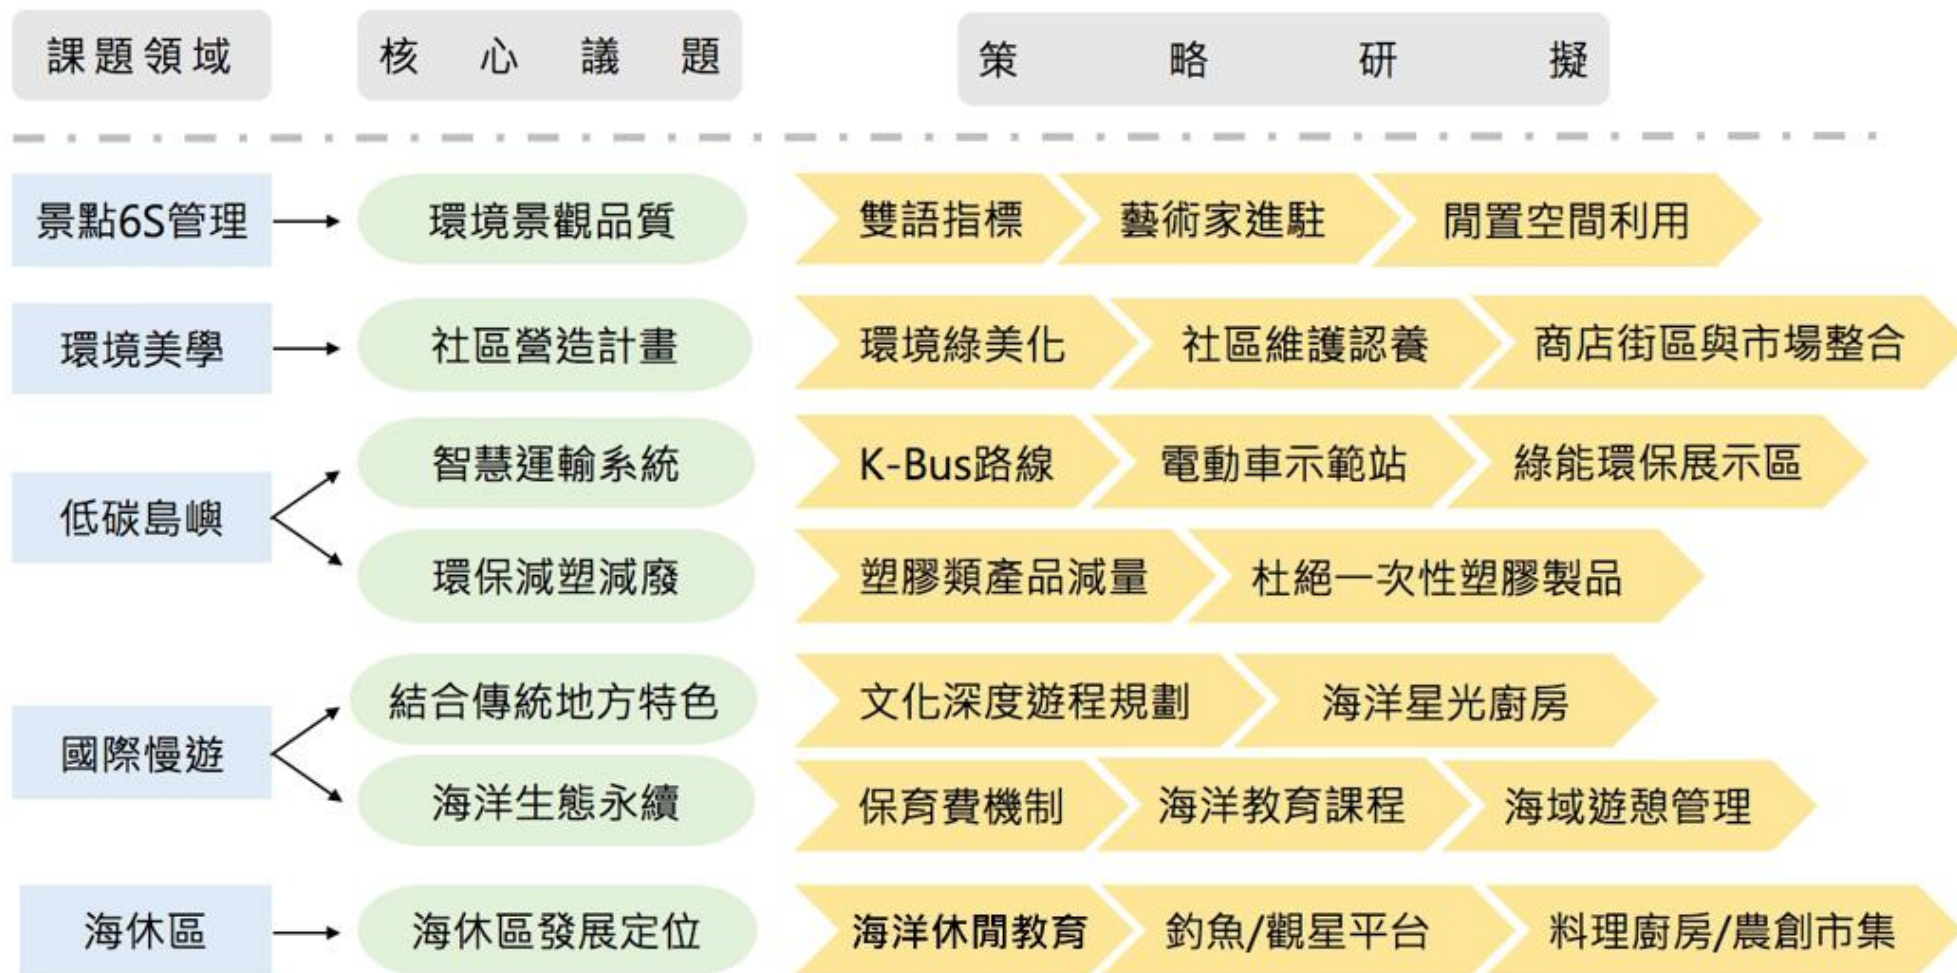 課題領域 核心議題 策略研擬
景點6S管理 環境景觀品質 雙語指標 藝術家進駐 閒置空間利用
環境美學 社區營造計畫 環境綠美化 社區維護認養 商店街區與市場整合
低碳島嶼
智慧運輸系統 K-Bus路線 電動車示範站 綠能環保展示區
環保減塑減廢 塑膠類產品減量 杜絕一次性塑膠製品
國際慢遊
結合傳統地方特色 文化深度遊程規劃 海洋星光廚房
海洋生態永續 保育費機制 海洋教育課程 海域遊憩管理
海休區 海休區發展定位 海洋休閒教育 釣魚/觀星平台 料理廚房/農創市集